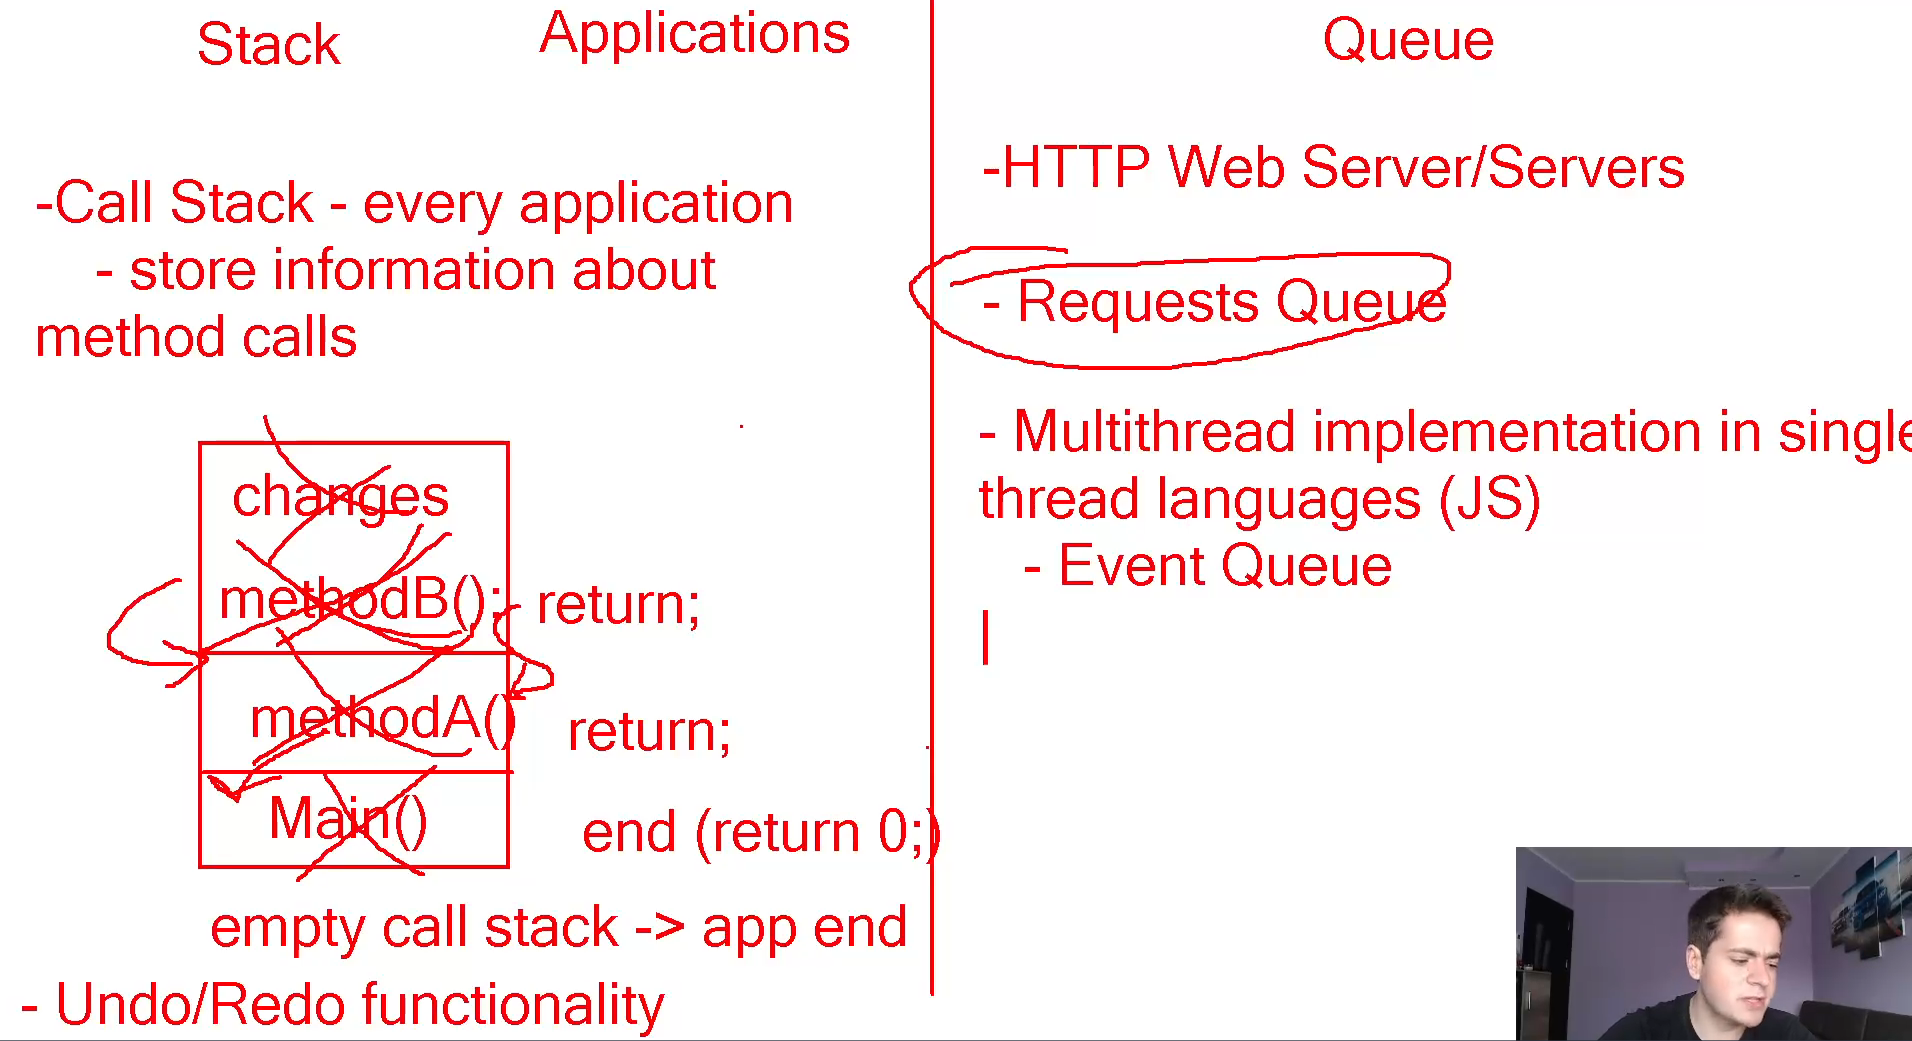 Stack
Applications
-Call Stack - every application
- store information about
method calls
changes
methodB();
return;
methodA()
return;
Main()
end (return 0;)
empty call stack -> app end
- Undo/Redo functionality
Queue
-HTTP Web Server/Servers
- Requests Queue
- Multithread implementation in single
thread languages (JS)
- Event Queue